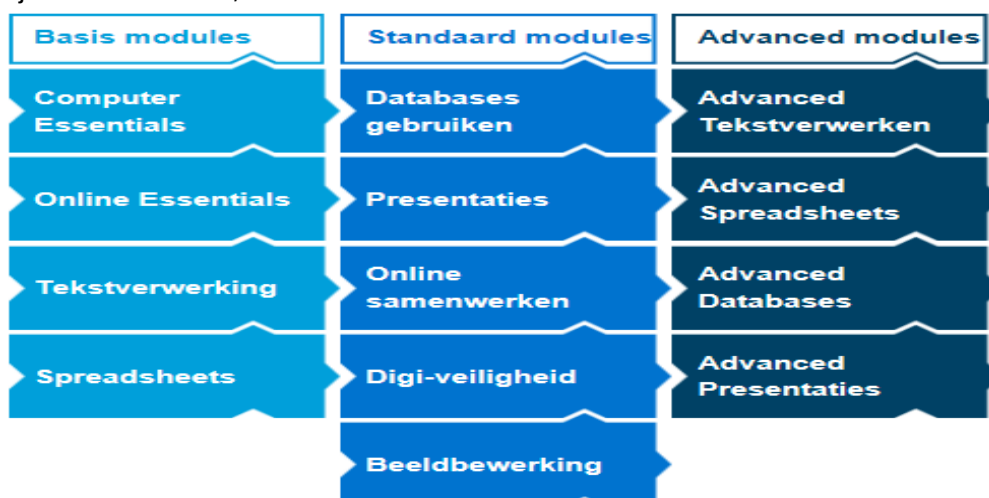 Basis modules
Computer
Essentials
Online Essentials
Tekstverwerking
Spreadsheets
Standaard modules
Databases
gebruiken
Presentaties
Online
samenwerken
Digi-veiligheid
Beeldbewerking
Advanced modules
Advanced
Tekstverwerken
Advanced
Spreadsheets
Advanced
Databases
Advanced
Presentaties